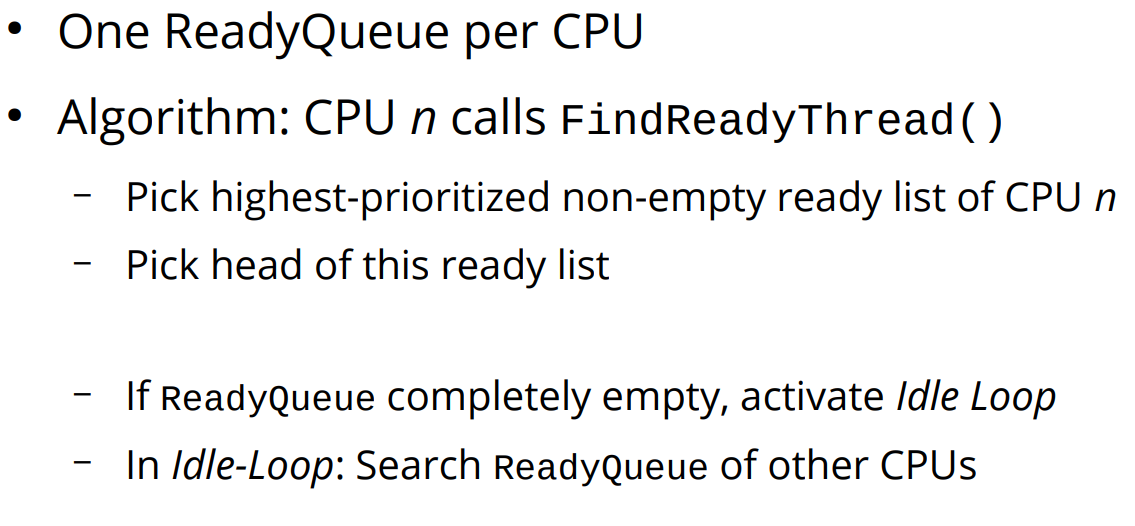 • One ReadyQueue per CPU
• Algorithm: CPU n calls FindReadyThread()
– Pick highest-prioritized non-empty ready list of CPU n
– Pick head of this ready list
– If ReadyQueue completely empty, activate Idle Loop
– In Idle-Loop: Search ReadyQueue of other CPUs